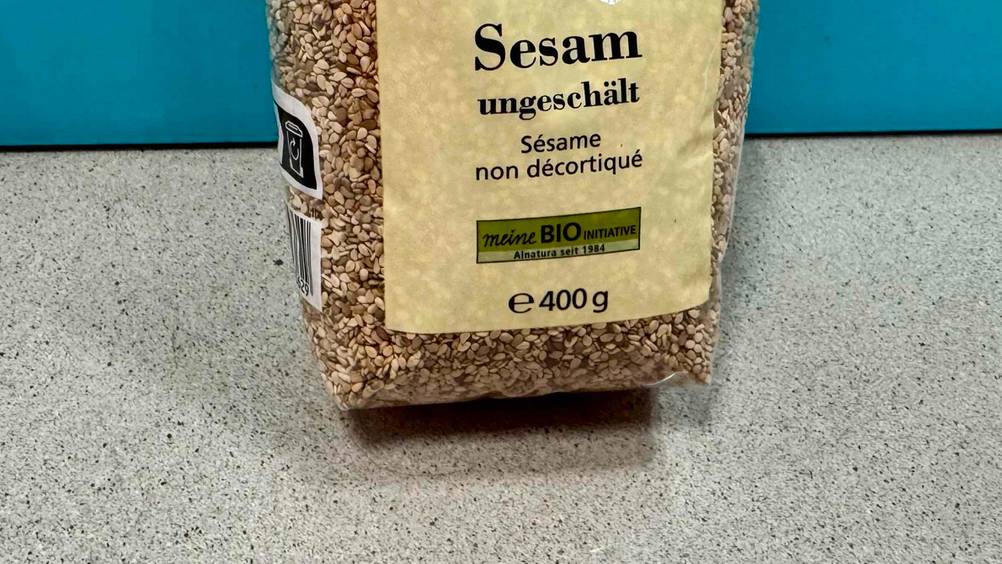 Sesam
ungeschält
Sésame
non décortiqué
meine BIO INITIATIVE
Alnatura seit 1984
℮ 400 g